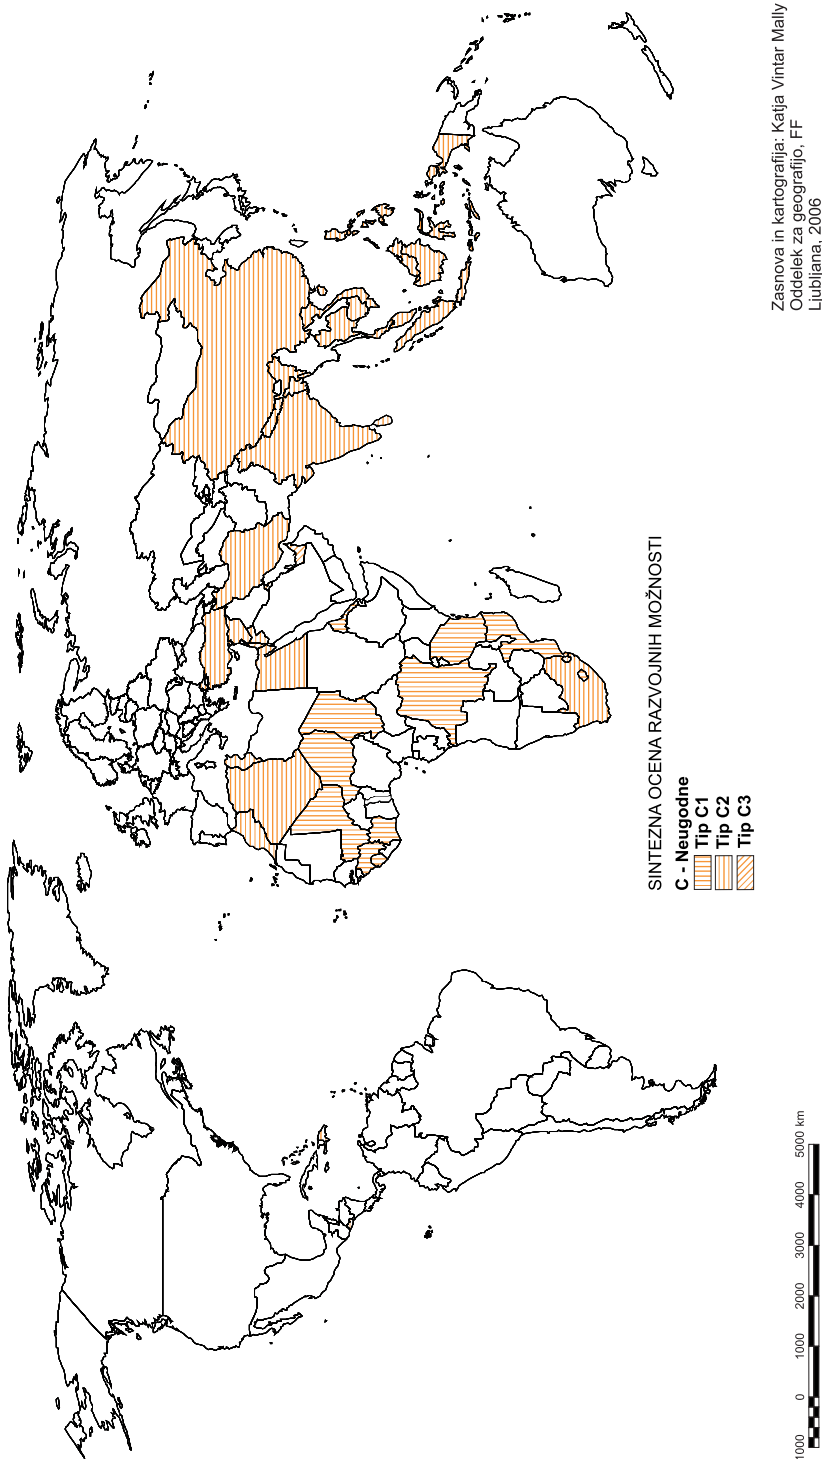 SINTEZNA OCENA RAZVOJNIH MOŽNOSTI
C - Neugodne
Tip C1
Tip C2
Tip C3
1000 0 1000 2000 3000 4000 5000 km
Zasnova in kartografija: Katja Vintar Mally
Oddelek za geografijo, FF
Ljubljana, 2006